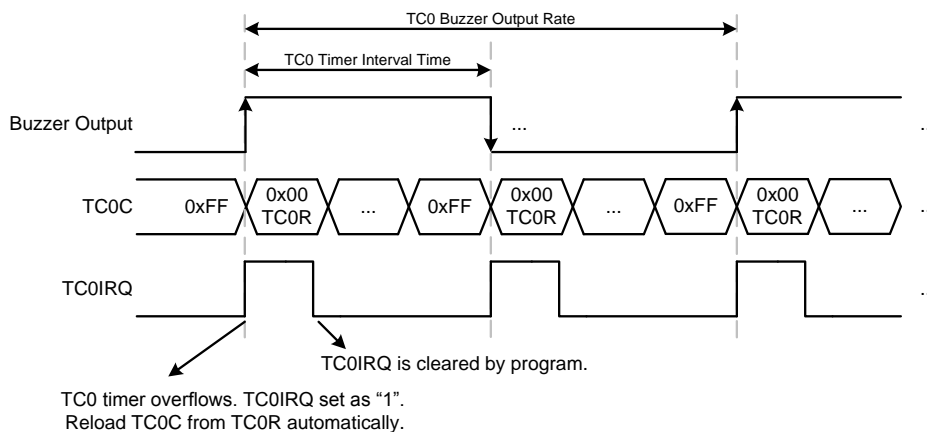 TC0 Buzzer Output Rate
TC0 Timer Interval Time
Buzzer Output
...
..
TC0C
0xFF
0x00
TC0R
...
0xFF
0x00
TC0R
...
0xFF
0x00
TC0R
...
..
TC0IRQ
..
TC0IRQ is cleared by program.
TC0 timer overflows. TC0IRQ set as “1”.
Reload TC0C from TC0R automatically.